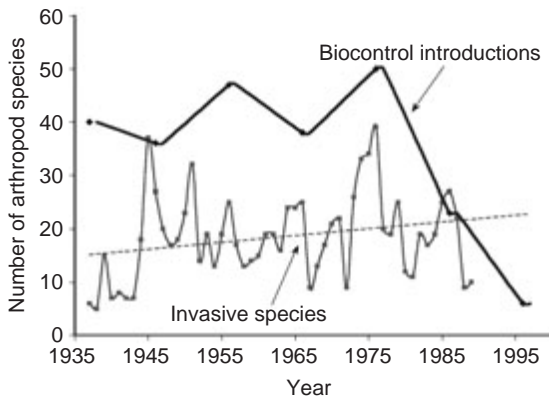 60
50
40
30
20
10
0
Number of arthropod species
Biocontrol introductions
Invasive species
1935 1945 1955 1965 1975 1985 1995
Year